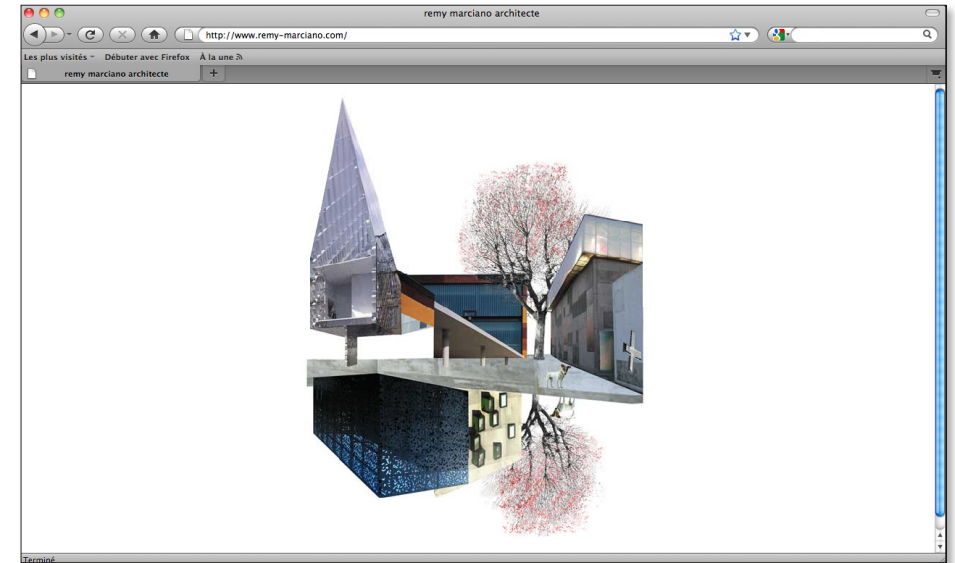 remy marciano architecte
http://www.remy-marciano.com/
Les plus visités Débuter avec Firefox À la une
remy marciano architecte
Terminé